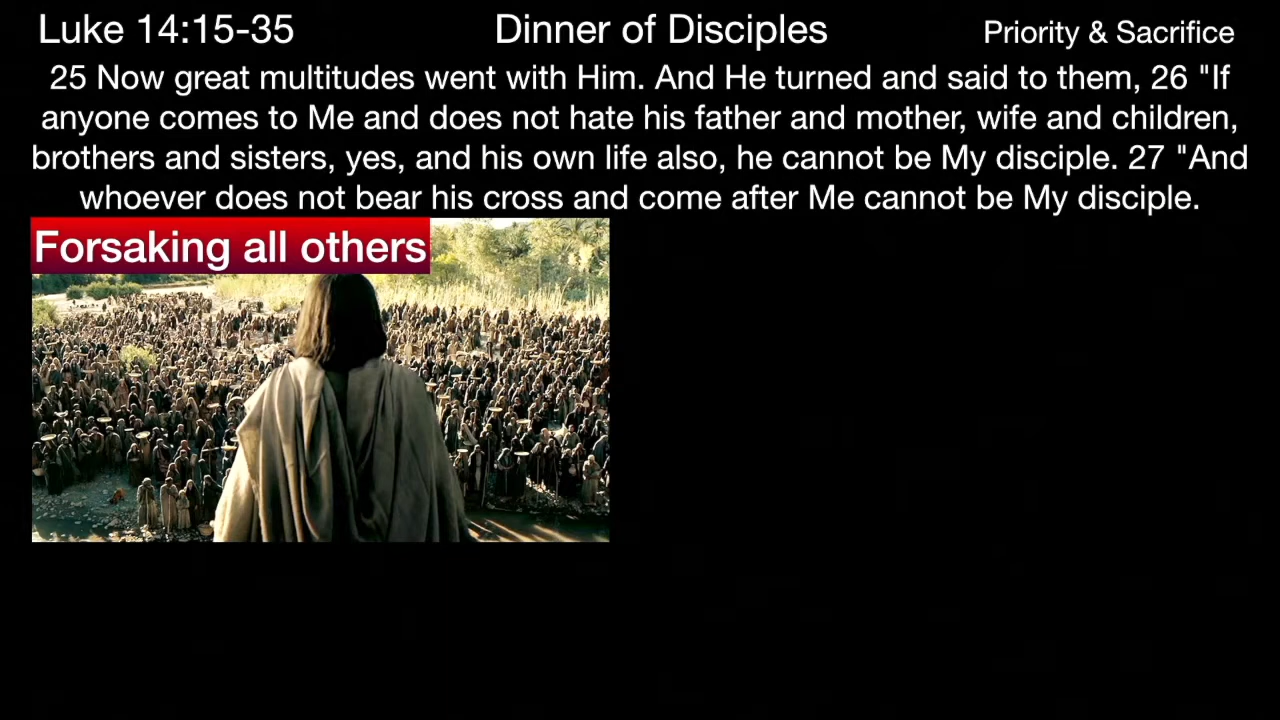 Luke 14:15-35 Dinner of Disciples Priority & Sacrifice
25 Now great multitudes went with Him. And He turned and said to them, 26 "If
anyone comes to Me and does not hate his father and mother, wife and children,
brothers and sisters, yes, and his own life also, he cannot be My disciple. 27 "And
whoever does not bear his cross and come after Me cannot be My disciple.
Forsaking all others